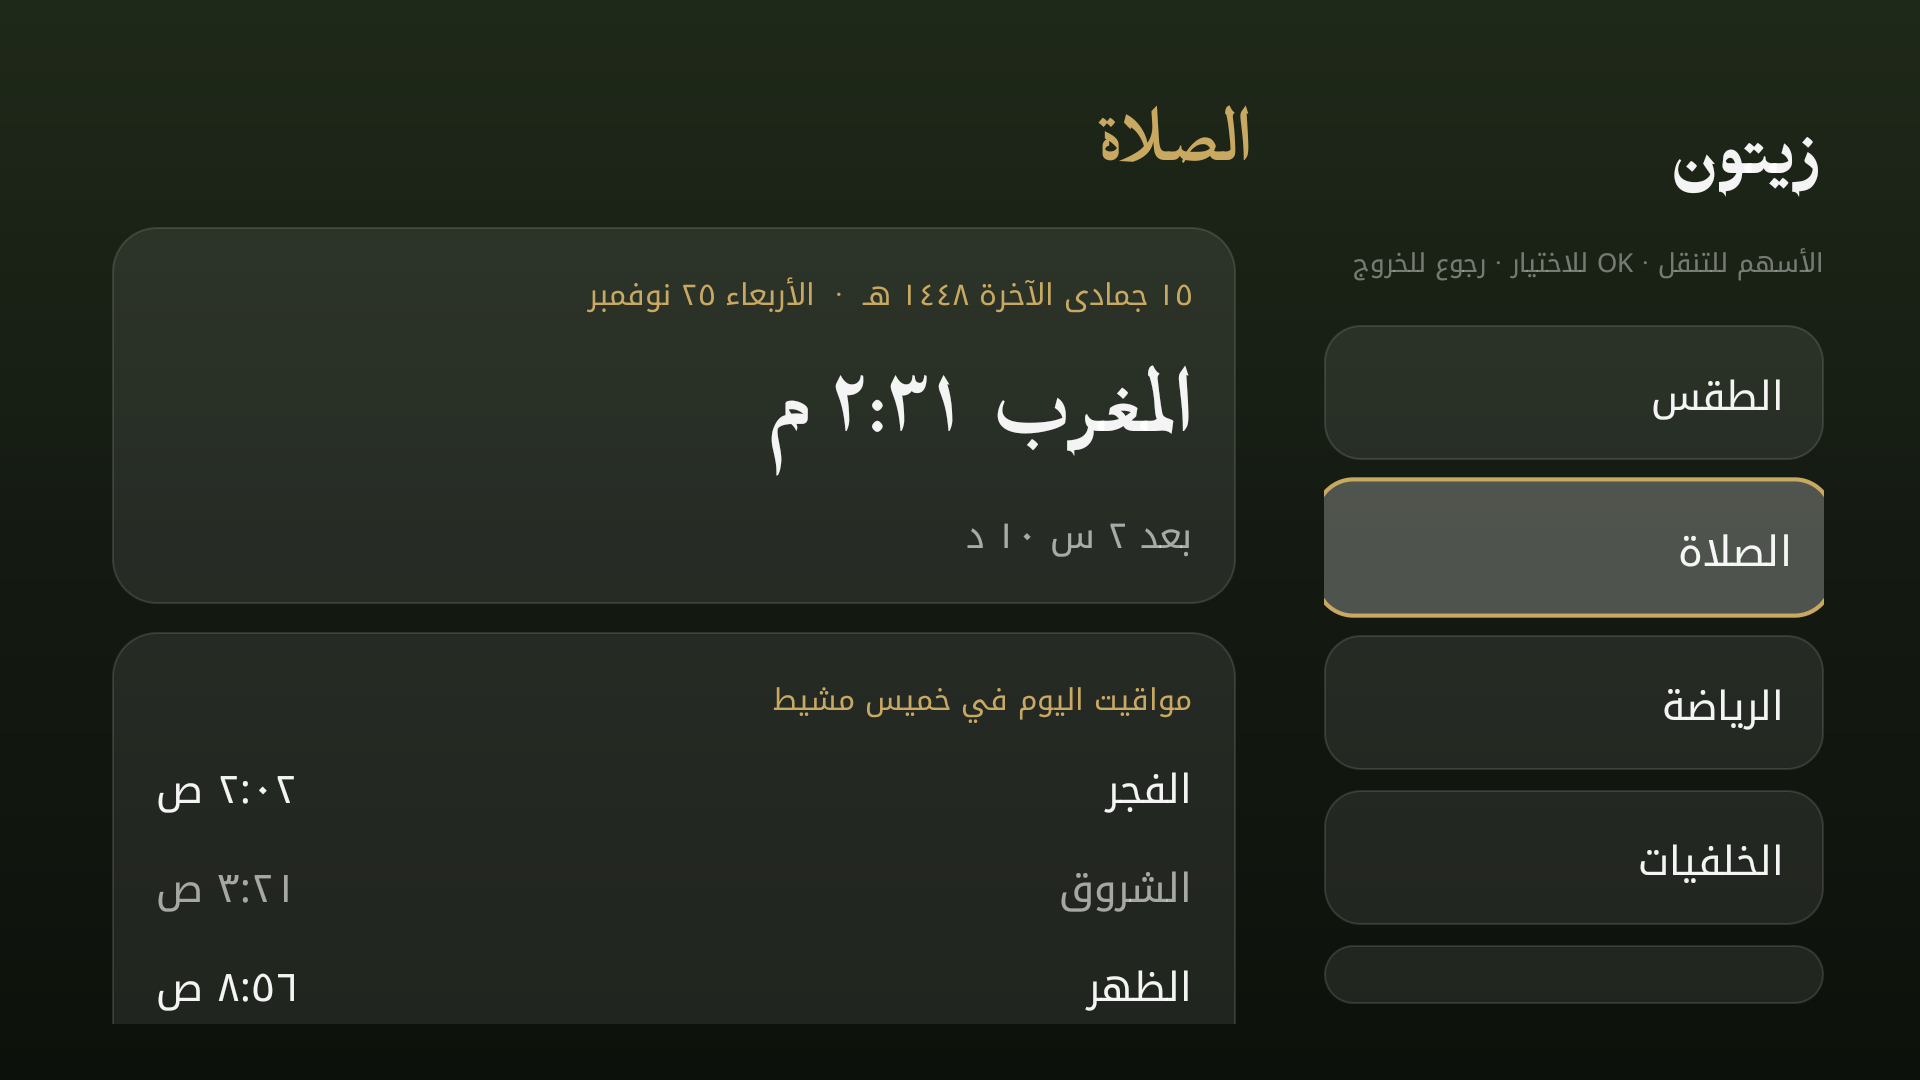 زيتون
الأسهم للتنقل · OK للاختيار · رجوع للخروج
الطقس
الصلاة
الرياضة
الخلفيات
الصلاة
١٥ جمادى الآخرة ١٤٤٨ هـ · الأربعاء ٢٥ نوفمبر
المغرب ٢:٣١ م
بعد ٢ س ١٠ د
مواقيت اليوم في خميس مشيط
الفجر ٢:٠٢ ص
الشروق ٣:٢١ ص
الظهر ٨:٥٦ ص